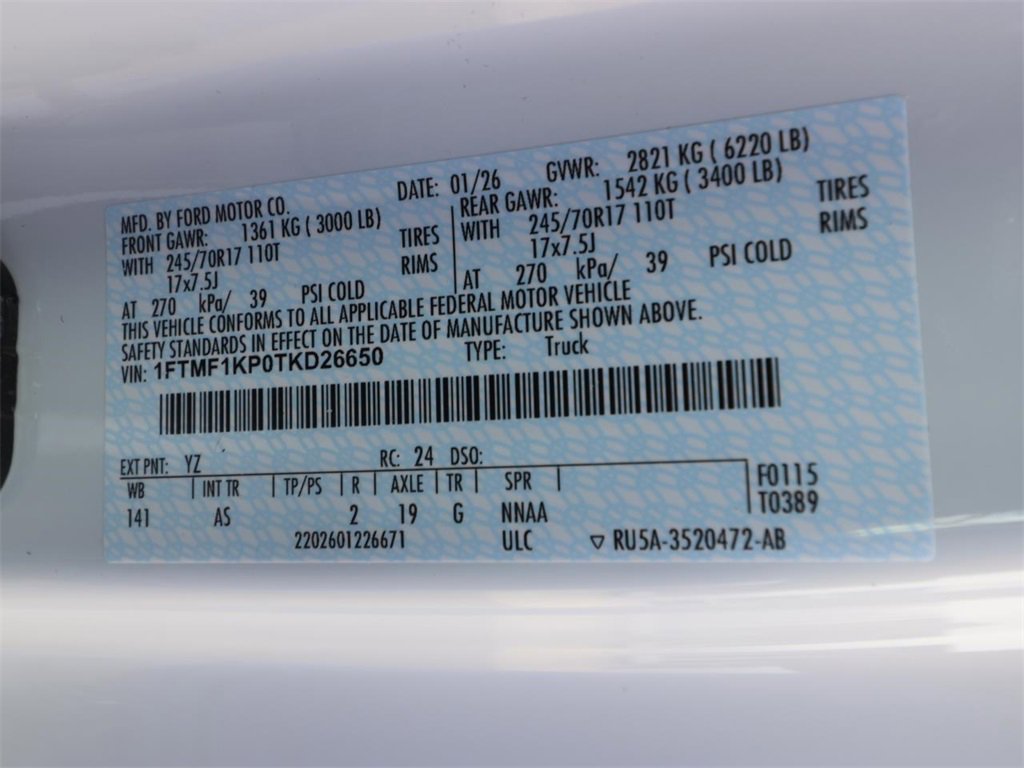 MFD. BY FORD MOTOR CO. DATE: 01/26 GVWR: 2821 KG ( 6220 LB)
FRONT GAWR: 1361 KG ( 3000 LB) REAR GAWR: 1542 KG ( 3400 LB)
WITH 245/70R17 110T TIRES WITH 245/70R17 110T TIRES
17x7.5J RIMS 17x7.5J RIMS
AT 270 kPa/ 39 PSI COLD AT 270 kPa/ 39 PSI COLD
THIS VEHICLE CONFORMS TO ALL APPLICABLE FEDERAL MOTOR VEHICLE
SAFETY STANDARDS IN EFFECT ON THE DATE OF MANUFACTURE SHOWN ABOVE.
VIN: 1FTMF1KP0TKD26650 TYPE: Truck
EXT PNT: YZ RC: 24 DSO:
WB INT TR TP/PS R AXLE TR SPR F0115
141 AS 2 19 G NNAA T0389
2202601226671 ULC ▽ RU5A-3520472-AB